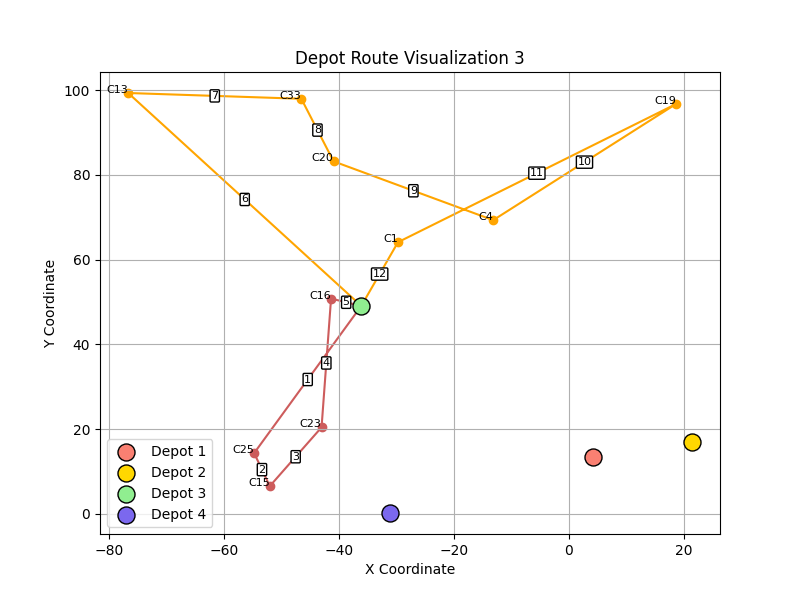 Depot Route Visualization 3
100
80
60
40
20
0
Y Coordinate
C13
7
C33
8
C20
C19
11
10
9
6
C4
C1
12
C16
5
4
1
C23
C25
3
2
C15
Depot 1
Depot 2
Depot 3
Depot 4
−80
−60
−40
−20
0
20
X Coordinate